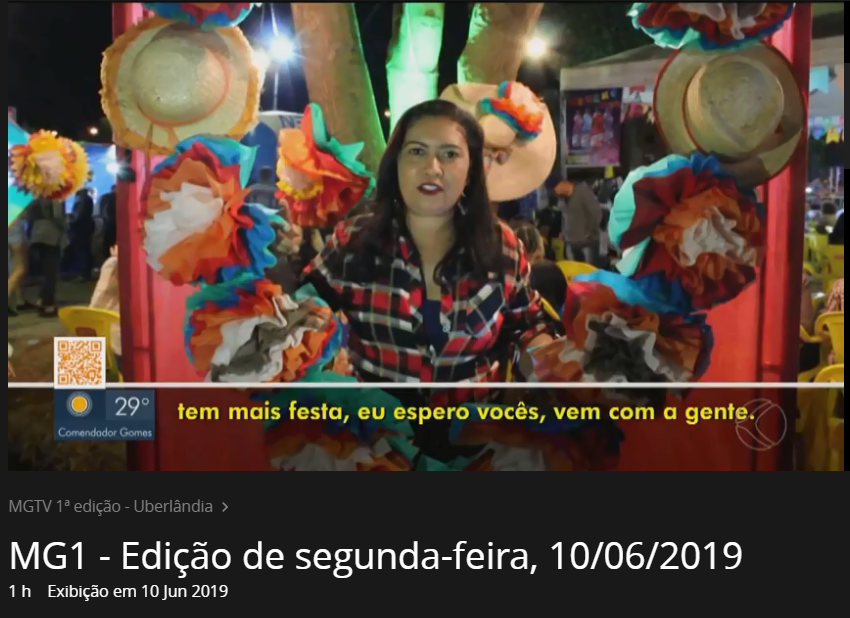 29°
Comendador Gomes
tem mais festa, eu espero vocês, vem com a gente.
MGTV 1ª edição - Uberlândia
MG1 - Edição de segunda-feira, 10/06/2019
1 h Exibição em 10 Jun 2019